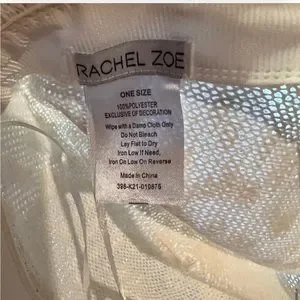 RACHEL ZOE
ONE SIZE
100%POLYESTER
EXCLUSIVE OF DECORATION
Wipe with a Damp Cloth Only
Do Not Bleach
Lay Flat to Dry
Iron Low If Need,
Iron On Low On Reverse
Made in China
398-K21-010876